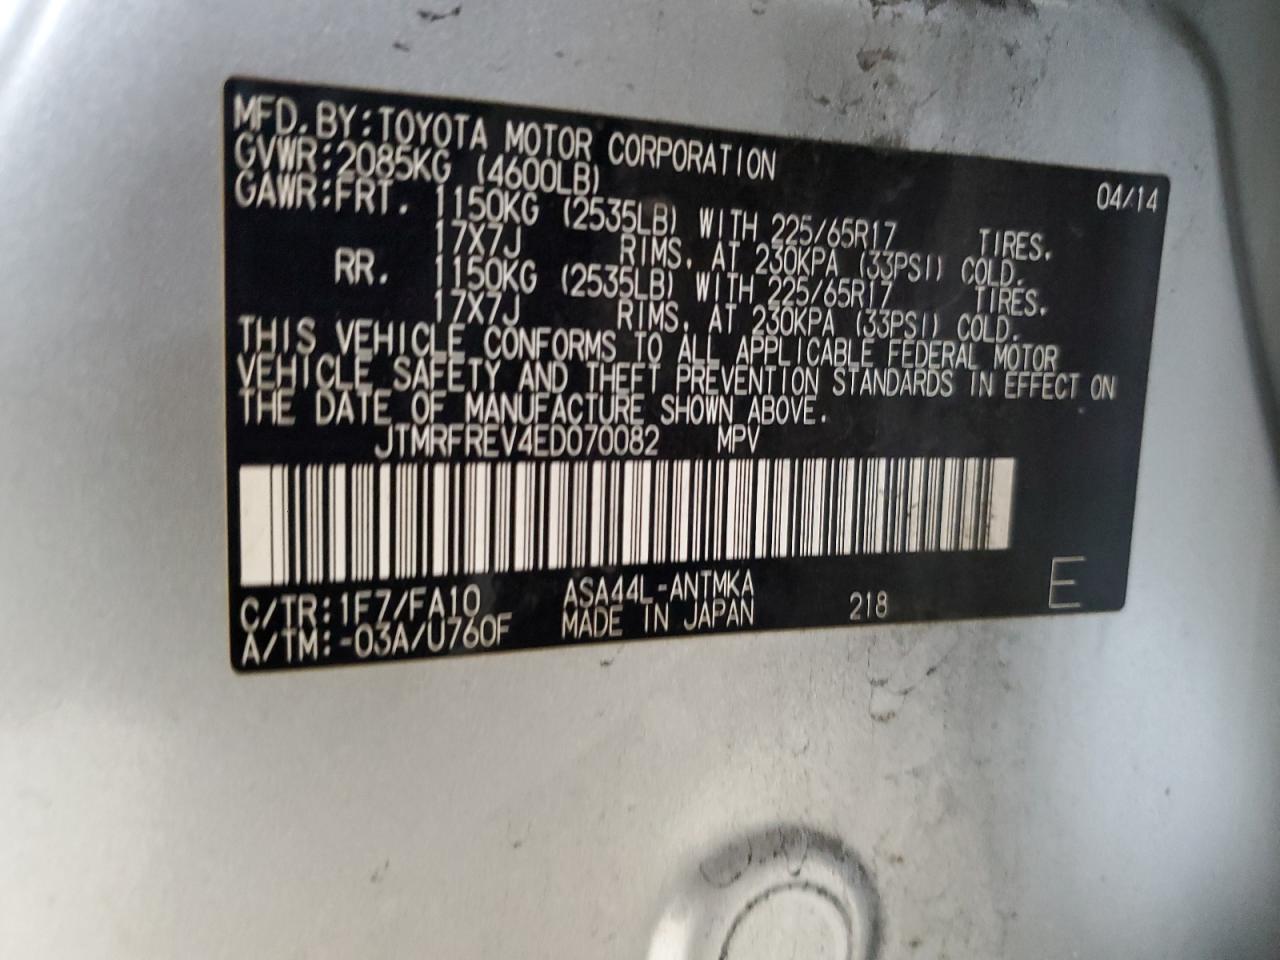 MFD. BY: TOYOTA MOTOR CORPORATION 04/14
GVWR: 2085KG (4600LB)
GAWR: FRT. 1150KG (2535LB) WITH 225/65R17 TIRES.
17X7J RIMS, AT 230KPA (33PSI) COLD.
RR. 1150KG (2535LB) WITH 225/65R17 TIRES.
17X7J RIMS, AT 230KPA (33PSI) COLD.
THIS VEHICLE CONFORMS TO ALL APPLICABLE FEDERAL MOTOR
VEHICLE SAFETY AND THEFT PREVENTION STANDARDS IN EFFECT ON
THE DATE OF MANUFACTURE SHOWN ABOVE.
JTMRFREV4ED070082 MPV
C/TR: 1F7/FA10 ASA44L-ANTMKA 218 E
A/TM: -03A/U760F MADE IN JAPAN